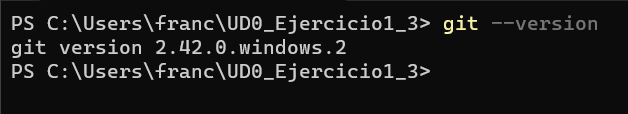 PS C:\Users\franc\UD0_Ejercicio1_3> git --version
git version 2.42.0.windows.2
PS C:\Users\franc\UD0_Ejercicio1_3>